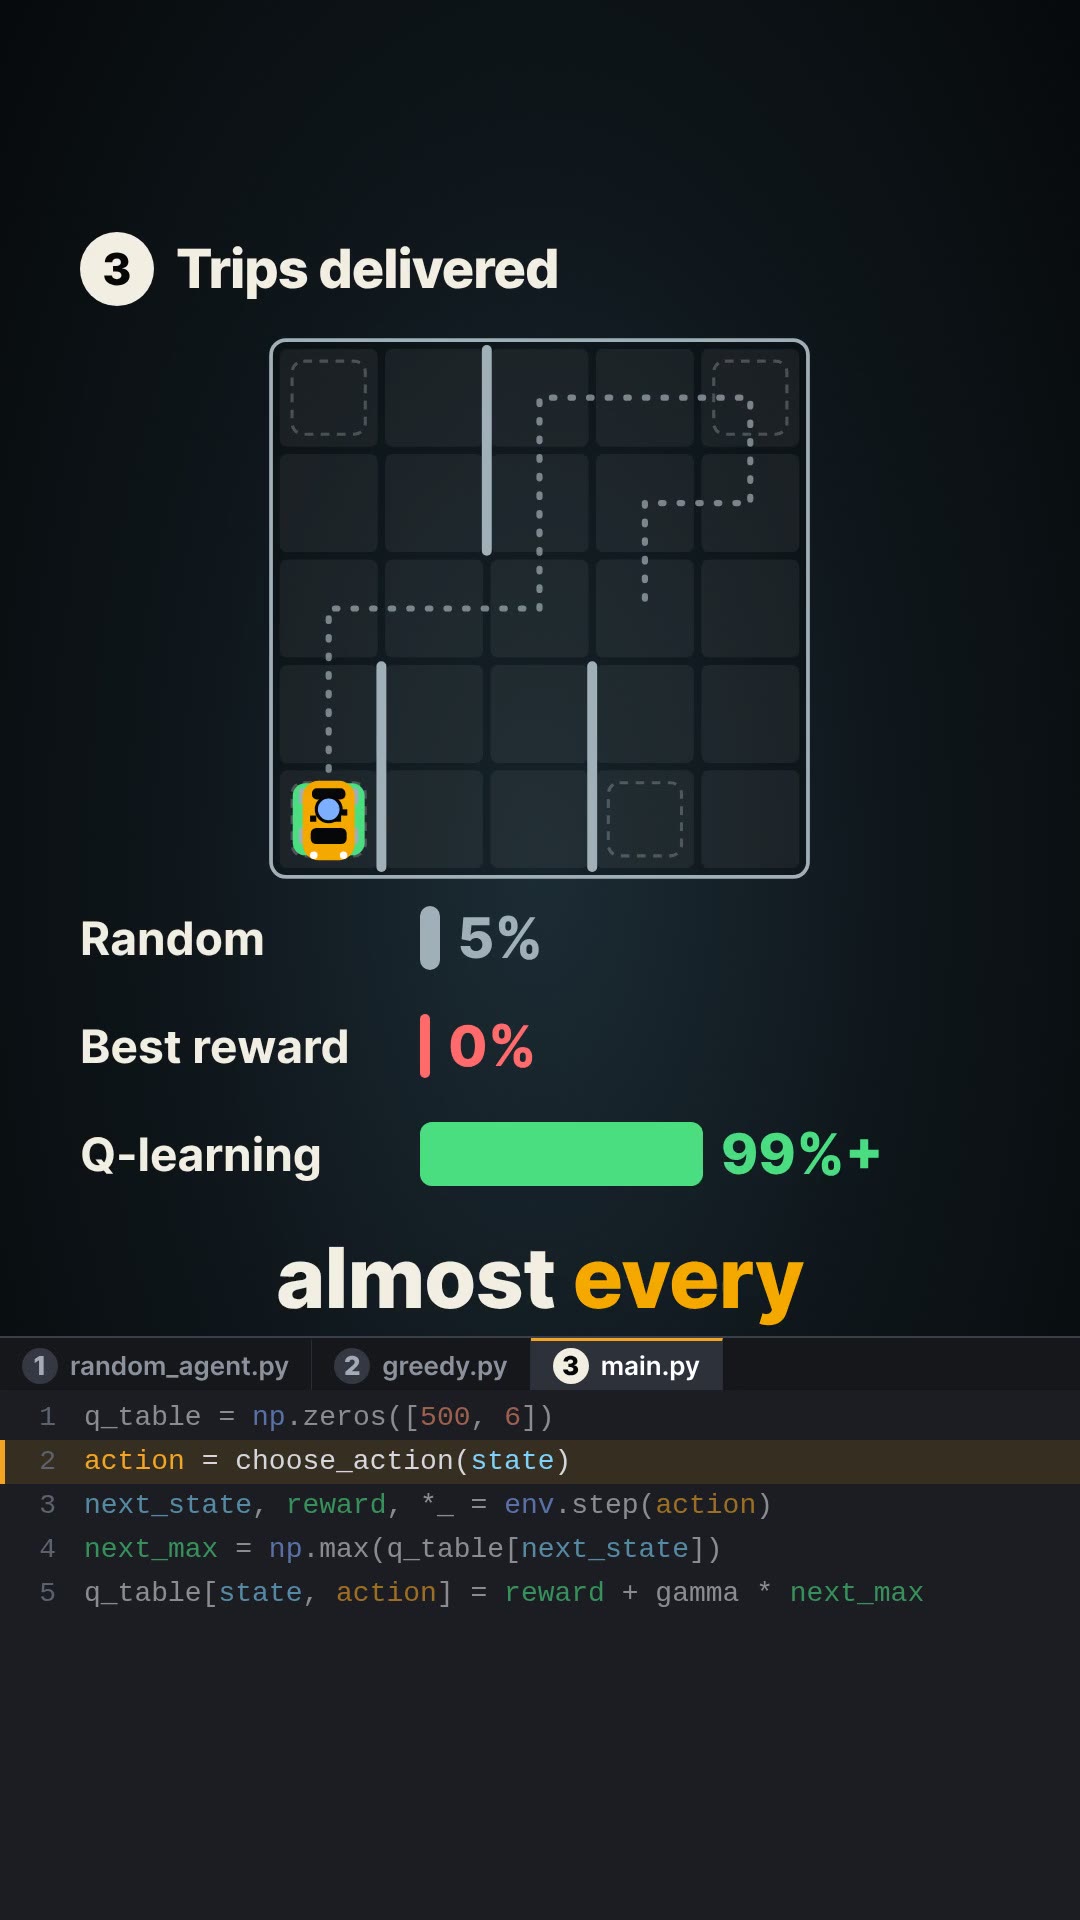 3 Trips delivered
Random 5%
Best reward 0%
Q-learning 99%+
almost every
1 random_agent.py 2 greedy.py 3 main.py
1 q_table = np.zeros([500, 6])
2 action = choose_action(state)
3 next_state, reward, *_ = env.step(action)
4 next_max = np.max(q_table[next_state])
5 q_table[state, action] = reward + gamma * next_max